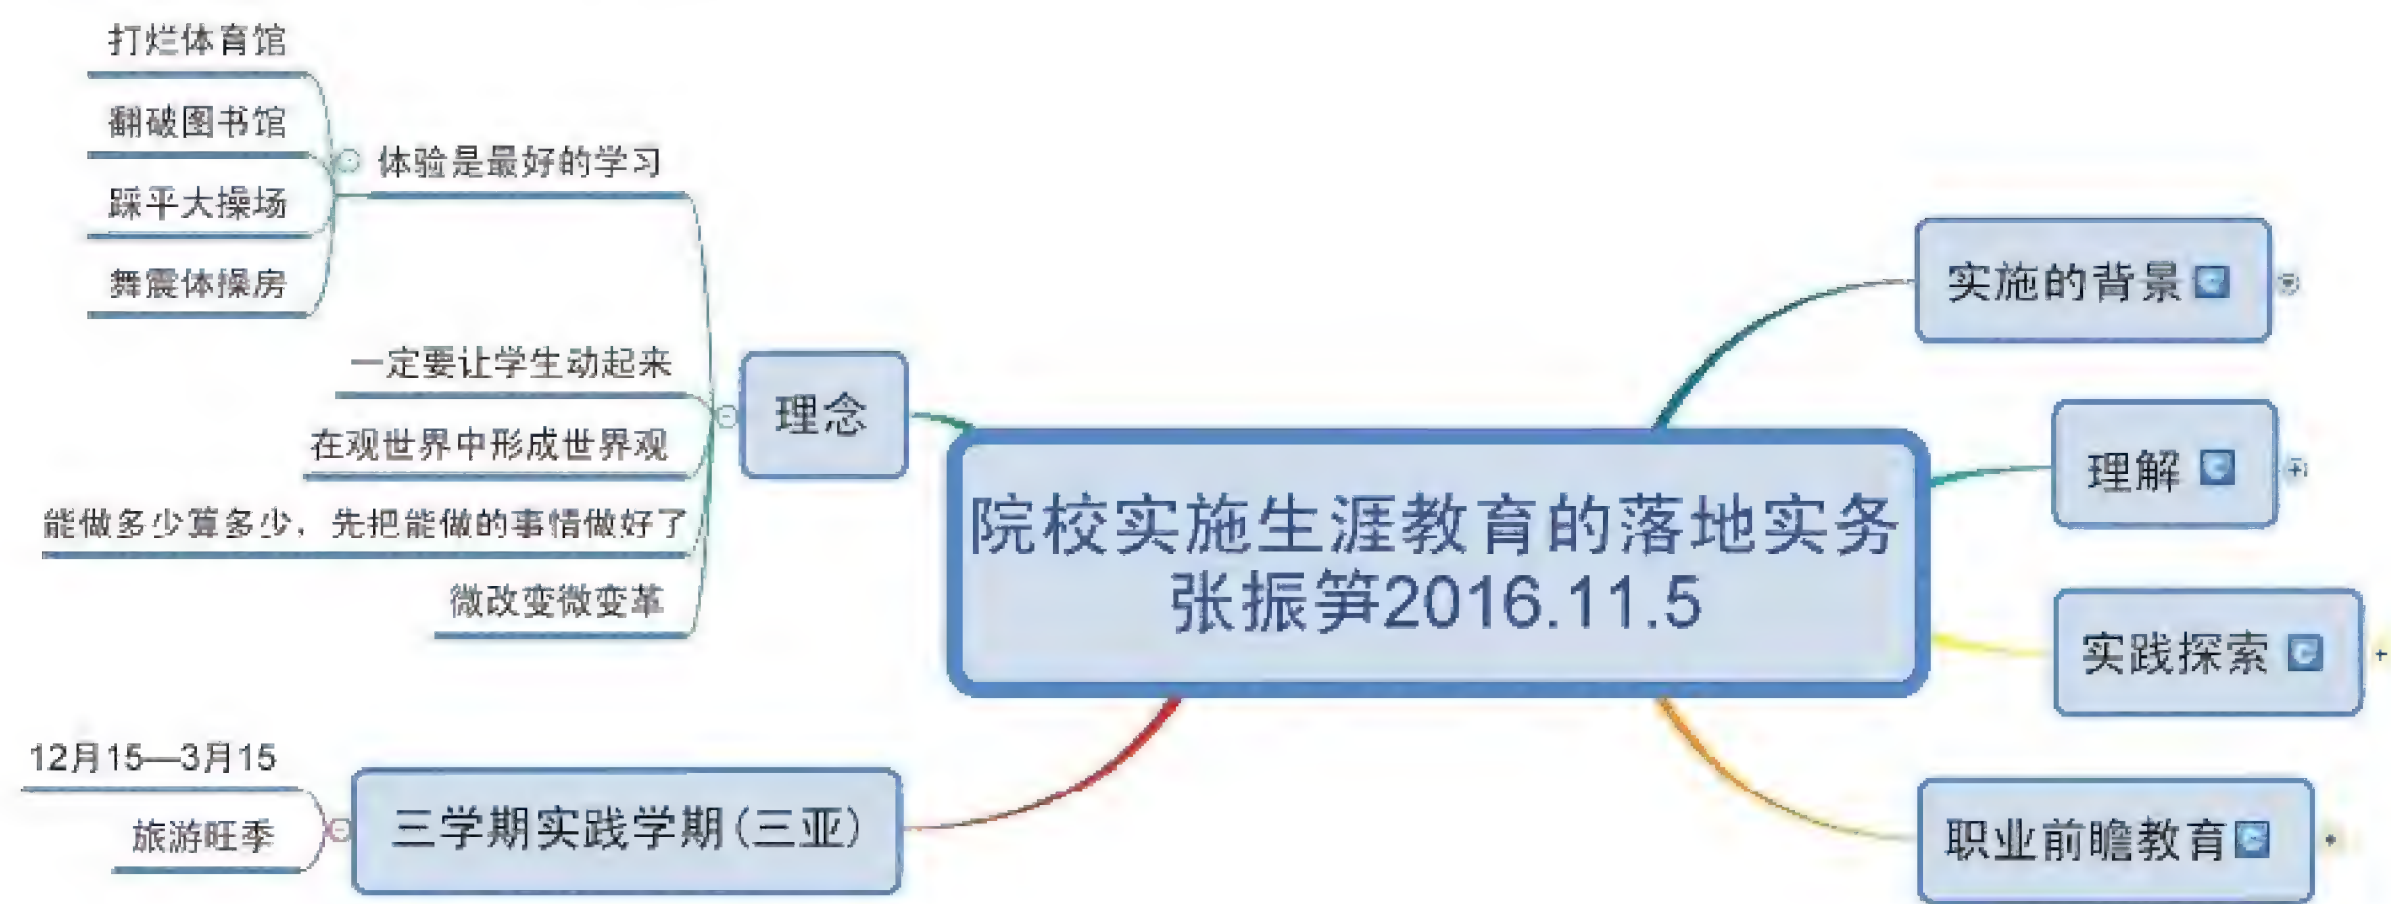 院校实施生涯教育的落地实务
张振笋2016.11.5
实施的背景
理解
实践探索
职业前瞻教育
理念
体验是最好的学习
打烂体育馆
翻破图书馆
踩平大操场
舞震体操房
一定要让学生动起来
在观世界中形成世界观
能做多少算多少，先把能做的事情做好了
微改变微变革
三学期实践学期(三亚)
12月15—3月15
旅游旺季